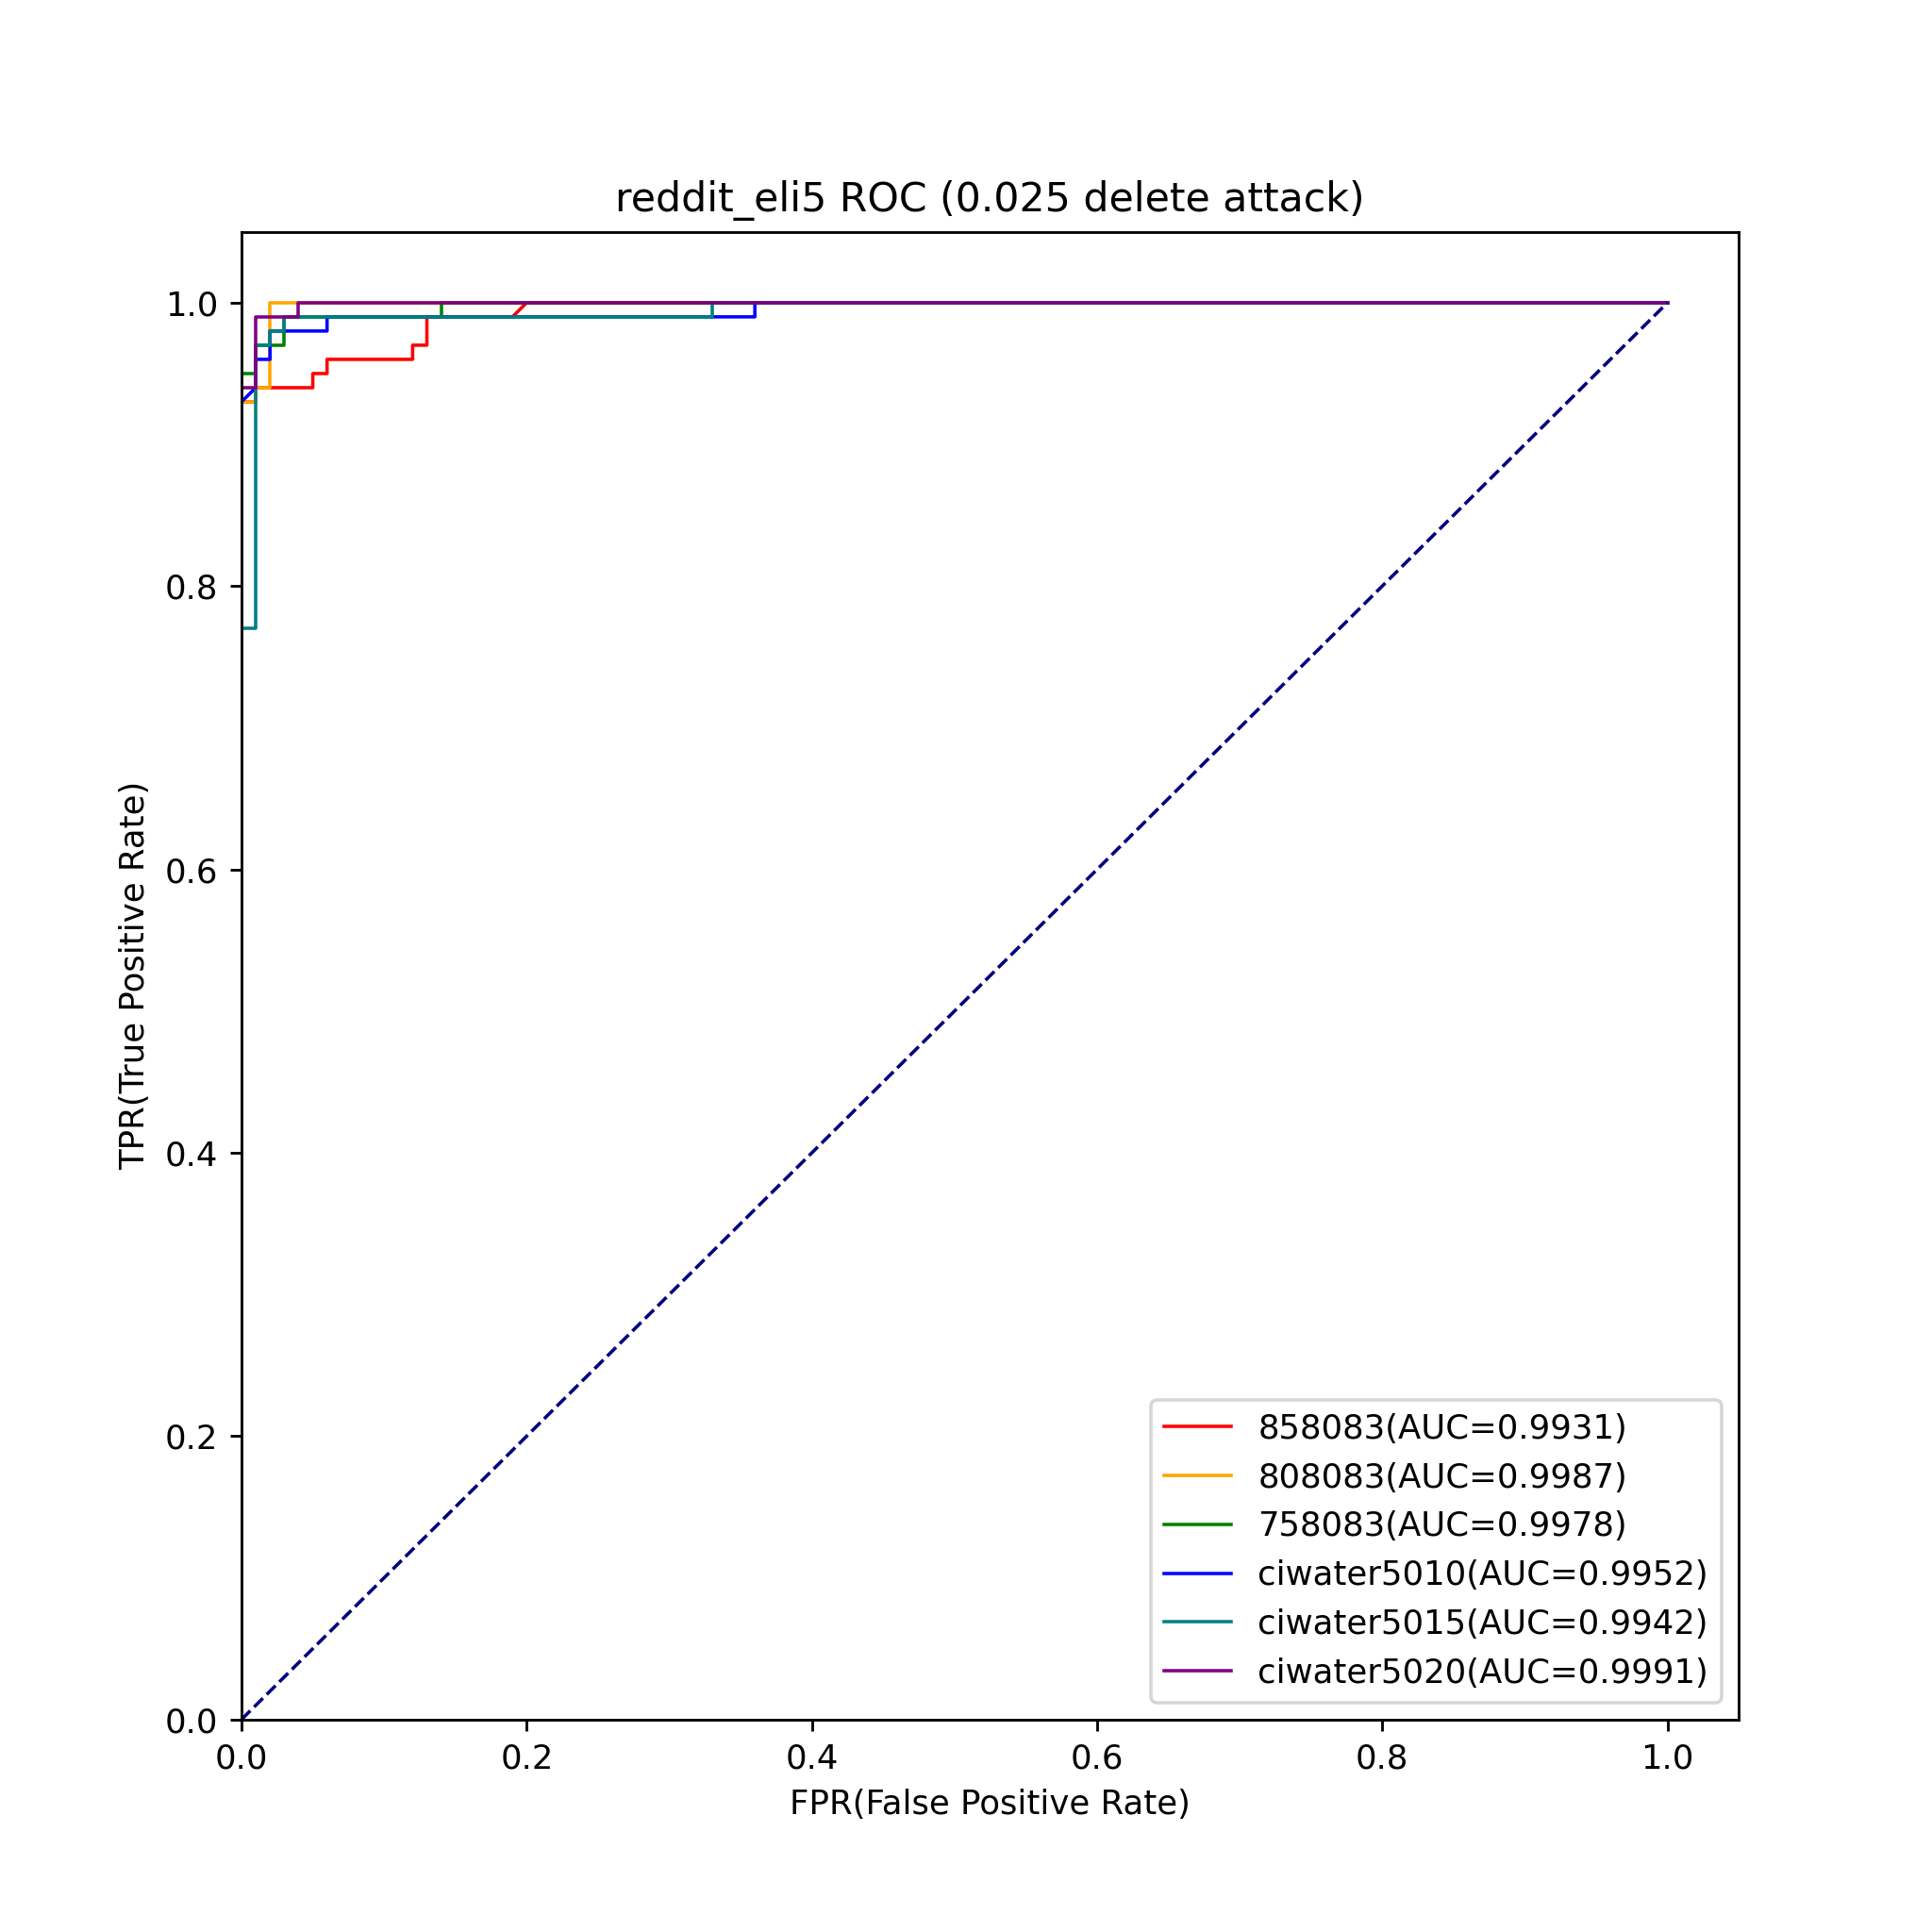 reddit_eli5 ROC (0.025 delete attack)
TPR(True Positive Rate)
1.0
0.8
0.6
0.4
0.2
0.0
0.0 0.2 0.4 0.6 0.8 1.0
FPR(False Positive Rate)
858083(AUC=0.9931)
808083(AUC=0.9987)
758083(AUC=0.9978)
ciwater5010(AUC=0.9952)
ciwater5015(AUC=0.9942)
ciwater5020(AUC=0.9991)